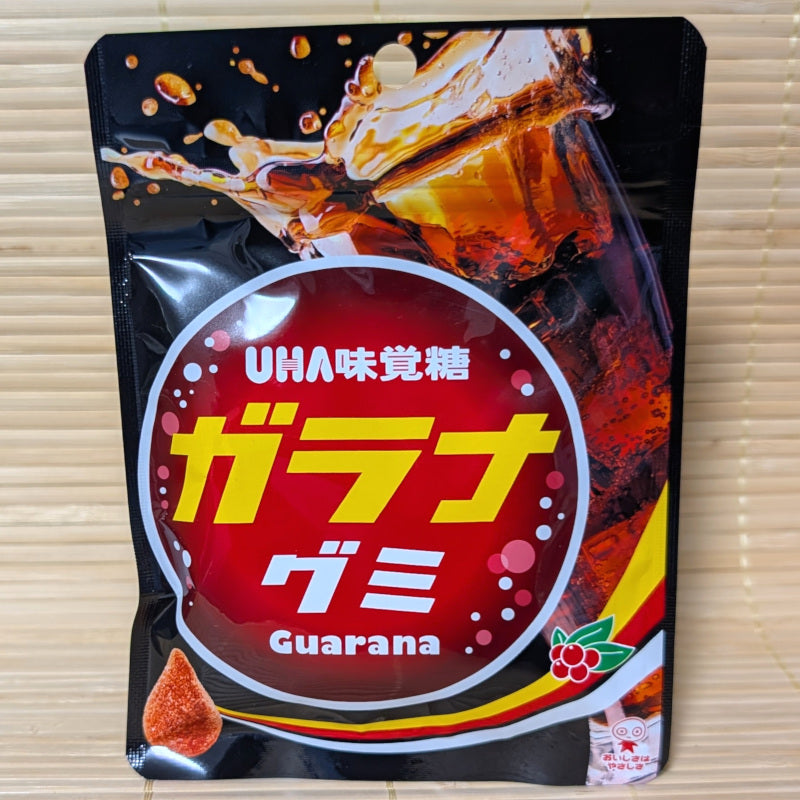 UHA味覚糖
ガラナ
グミ
Guarana
おいしさは
やさしさ